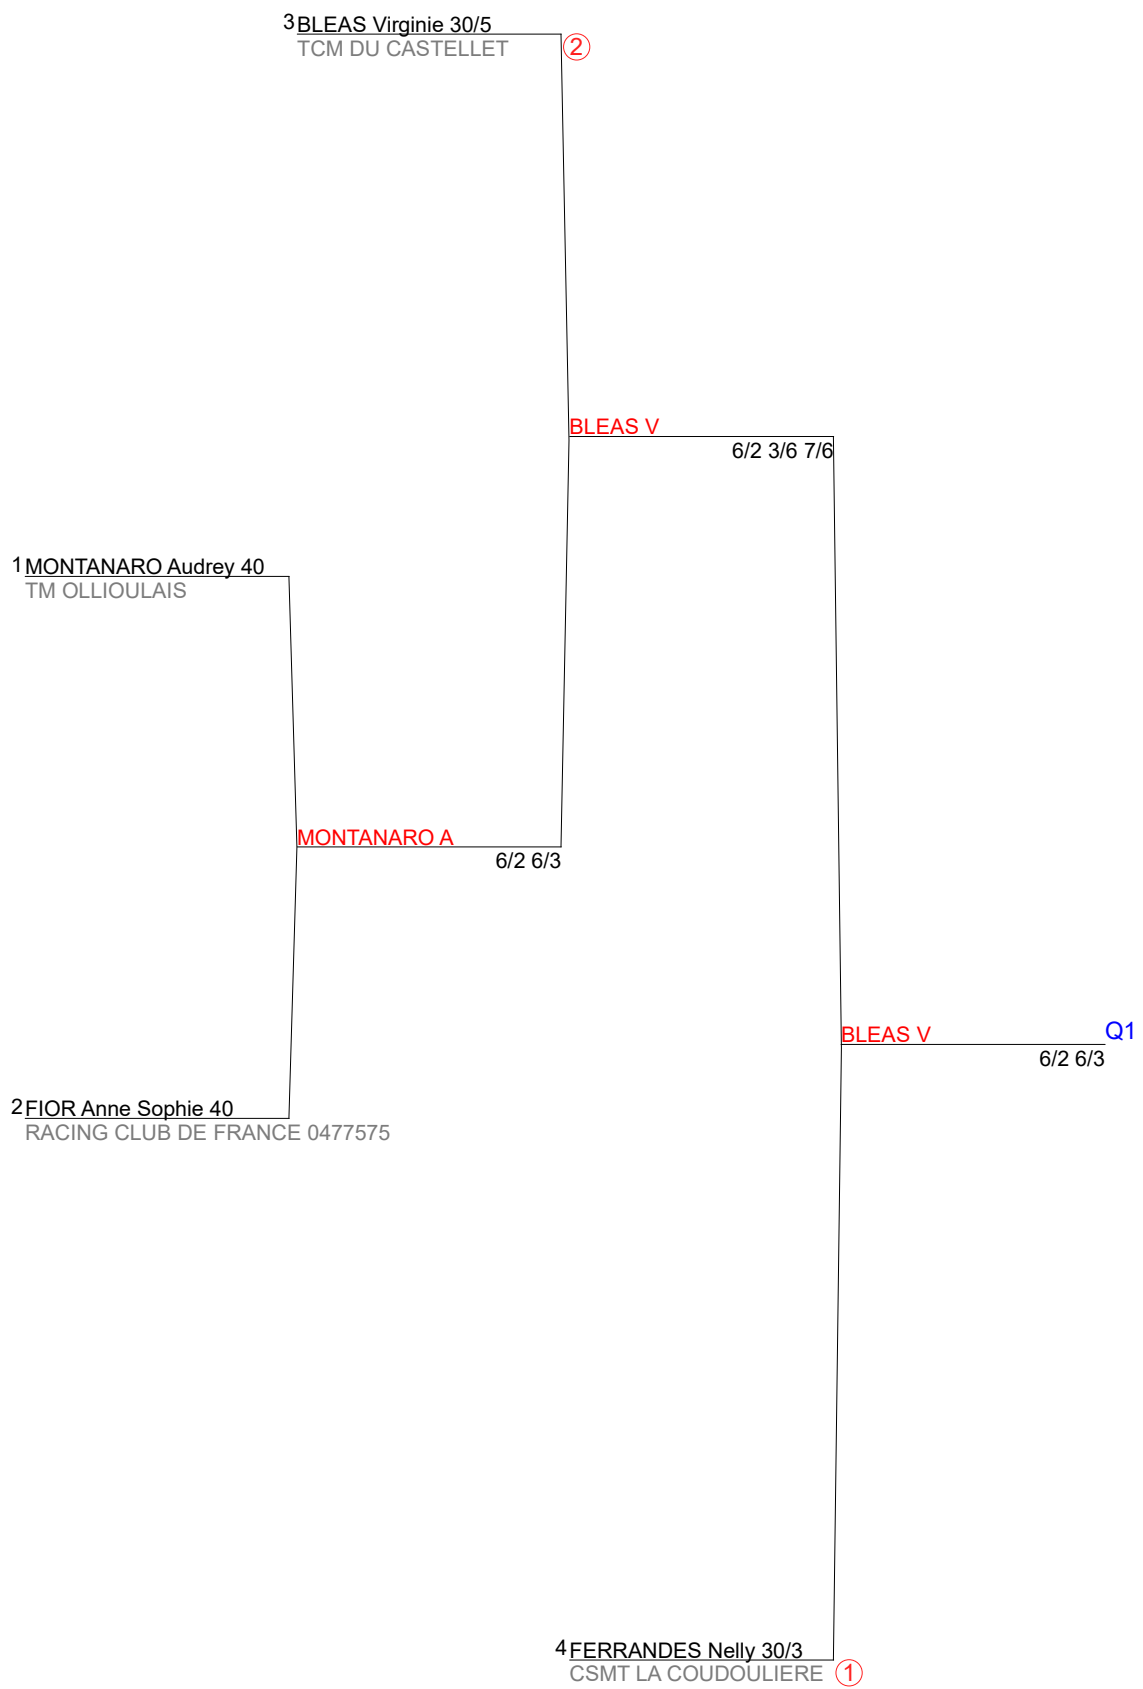 3 BLEAS Virginie 30/5
TCM DU CASTELLET
2
BLEAS V
6/2 3/6 7/6
1 MONTANARO Audrey 40
TM OLLIOULAIS
MONTANARO A
6/2 6/3
BLEAS V
Q1
6/2 6/3
2 FIOR Anne Sophie 40
RACING CLUB DE FRANCE 0477575
4 FERRANDES Nelly 30/3
CSMT LA COUDOULIERE 1